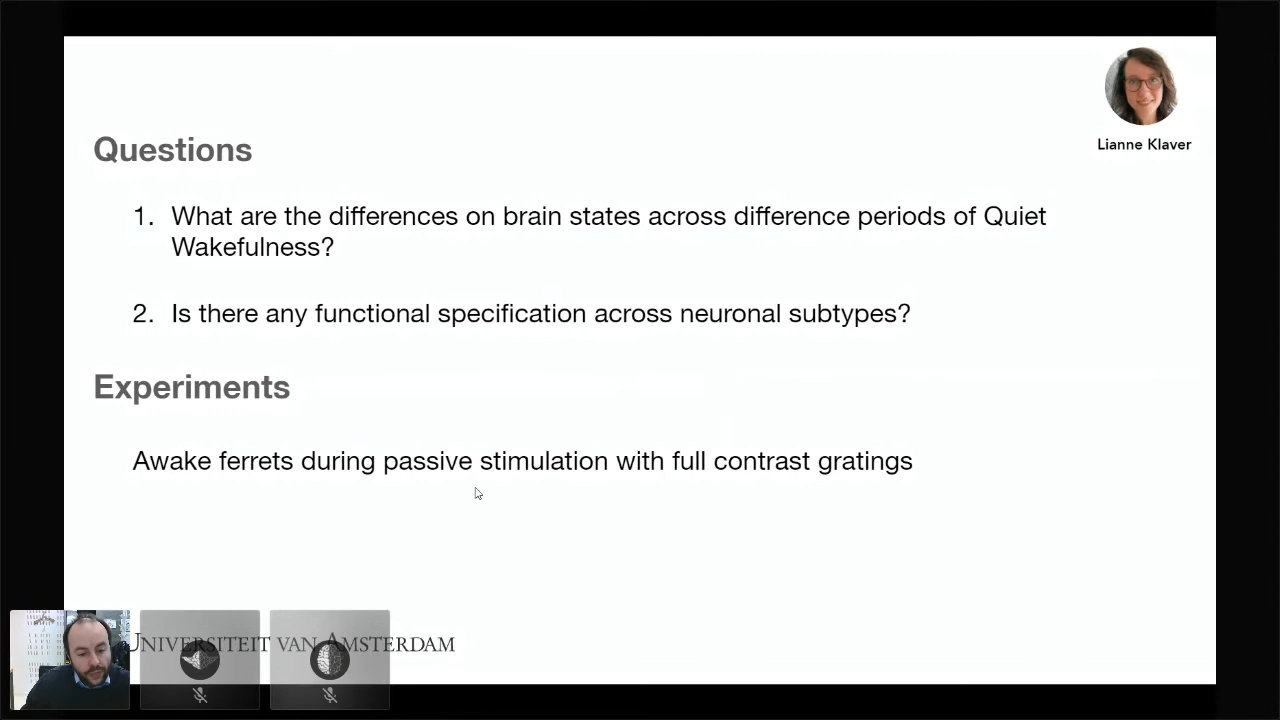 Lianne Klaver
Questions
1. What are the differences on brain states across difference periods of Quiet
Wakefulness?
2. Is there any functional specification across neuronal subtypes?
Experiments
Awake ferrets during passive stimulation with full contrast gratings
UNIVERSITEIT VAN AMSTERDAM